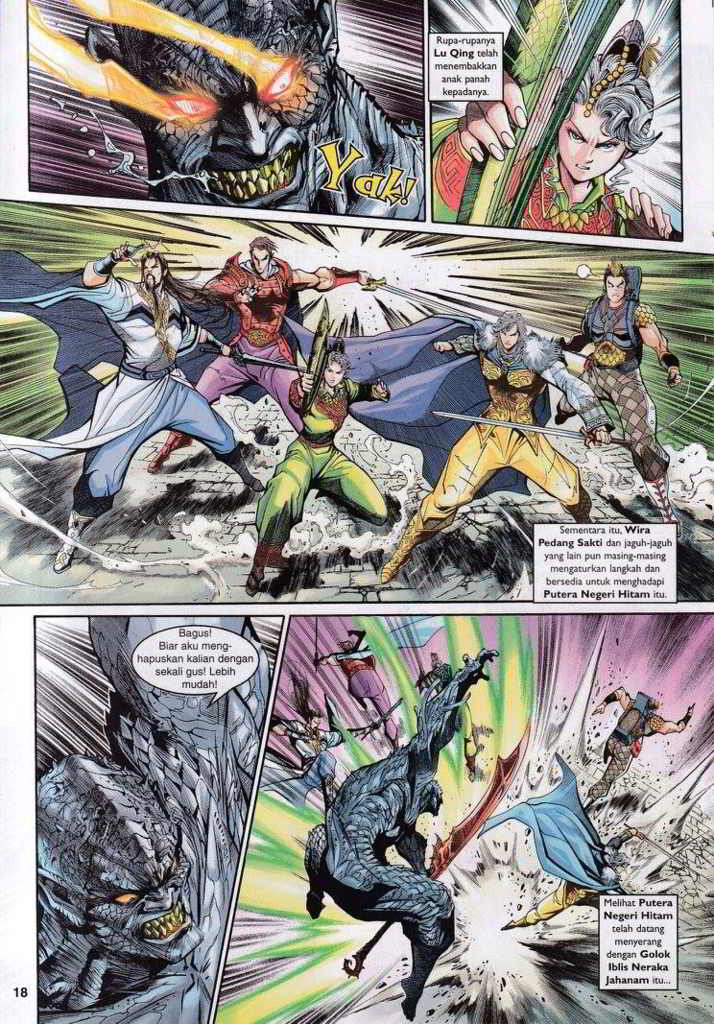 Yak!
Rupa-rupanya
Lu Qing telah
menembakkan
anak panah
kepadanya.
Sementara itu, Wira
Pedang Sakti dan jaguh-jaguh
yang lain pun masing-masing
mengaturkan langkah dan
bersedia untuk menghadapi
Putera Negeri Hitam itu.
Bagus!
Biar aku meng-
hapuskan kalian dengan
sekali gus! Lebih
mudah!
Melihat Putera
Negeri Hitam
telah datang
menyerang
dengan Golok
Iblis Neraka
Jahanam itu...
18